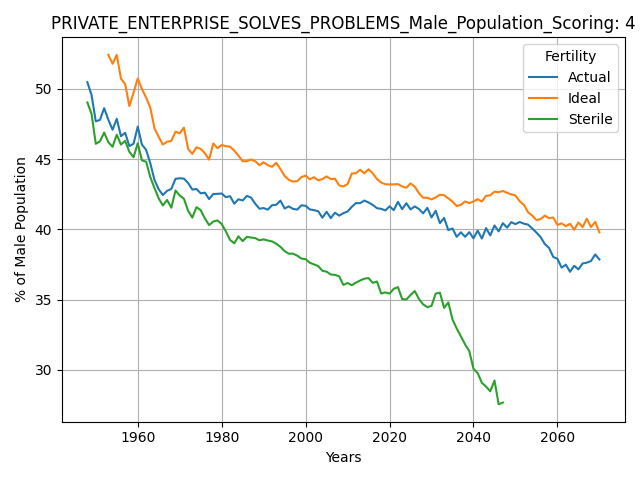 PRIVATE_ENTERPRISE_SOLVES_PROBLEMS_Male_Population_Scoring: 4
Fertility
Actual
Ideal
Sterile
% of Male Population
50
45
40
35
30
1960 1980 2000 2020 2040 2060
Years